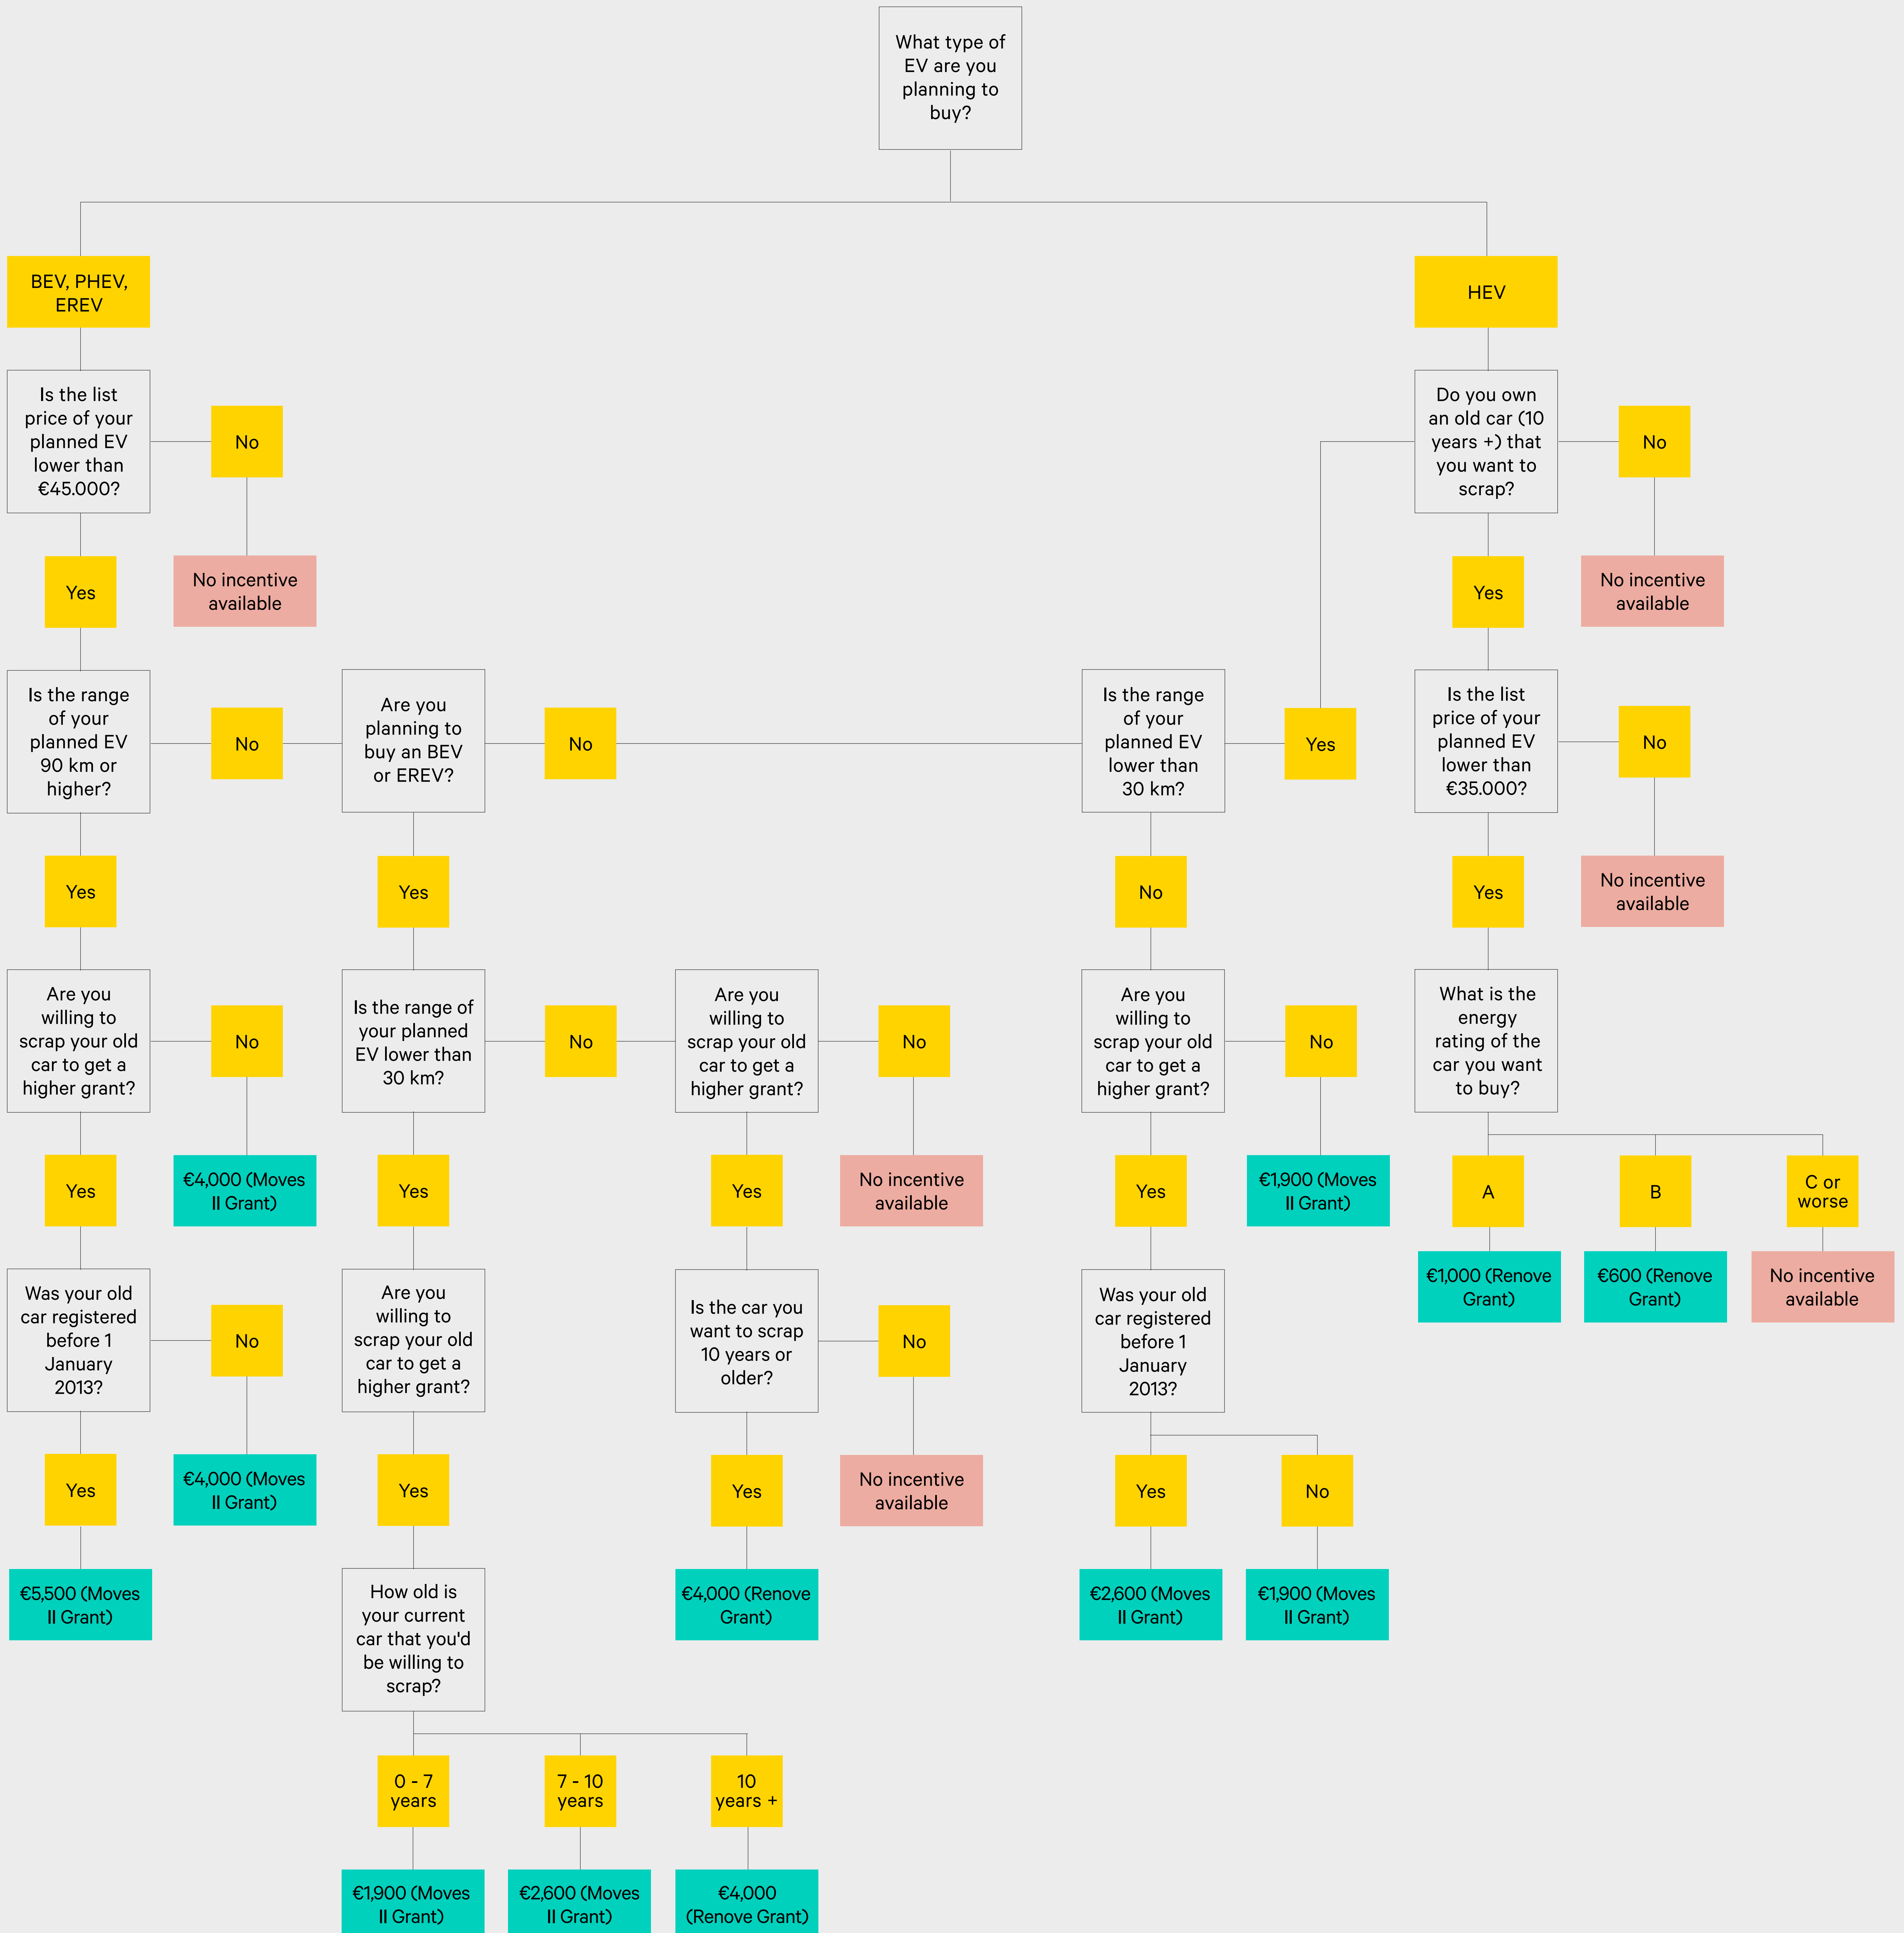 What type of
EV are you
planning to
buy?
BEV, PHEV,
EREV
HEV
Is the list
price of your
planned EV
lower than
€45.000?
No
Do you own
an old car (10
years +) that
you want to
scrap?
No
Yes
No incentive
available
Yes
No incentive
available
Is the range
of your
planned EV
90 km or
higher?
No
Are you
planning to
buy an BEV
or EREV?
No
Is the range
of your
planned EV
lower than
30 km?
Yes
Is the list
price of your
planned EV
lower than
€35.000?
No
Yes
Yes
No
Yes
No incentive
available
Are you
willing to
scrap your old
car to get a
higher grant?
No
Is the range of
your planned
EV lower than
30 km?
No
Are you
willing to
scrap your old
car to get a
higher grant?
No
Are you
willing to
scrap your old
car to get a
higher grant?
No
What is the
energy
rating of the
car you want
to buy?
Yes
€4,000 (Moves
II Grant)
Yes
Yes
No incentive
available
Yes
€1,900 (Moves
II Grant)
A
B
C or
worse
€1,000 (Renove
Grant)
€600 (Renove
Grant)
No incentive
available
Was your old
car registered
before 1
January
2013?
No
Are you
willing to
scrap your old
car to get a
higher grant?
Is the car you
want to scrap
10 years or
older?
No
Was your old
car registered
before 1
January
2013?
Yes
€4,000 (Moves
II Grant)
Yes
Yes
No incentive
available
Yes
No
€5,500 (Moves
II Grant)
How old is
your current
car that you'd
be willing to
scrap?
€4,000 (Renove
Grant)
€2,600 (Moves
II Grant)
€1,900 (Moves
II Grant)
0 - 7
years
7 - 10
years
10
years +
€1,900 (Moves
II Grant)
€2,600 (Moves
II Grant)
€4,000
(Renove Grant)